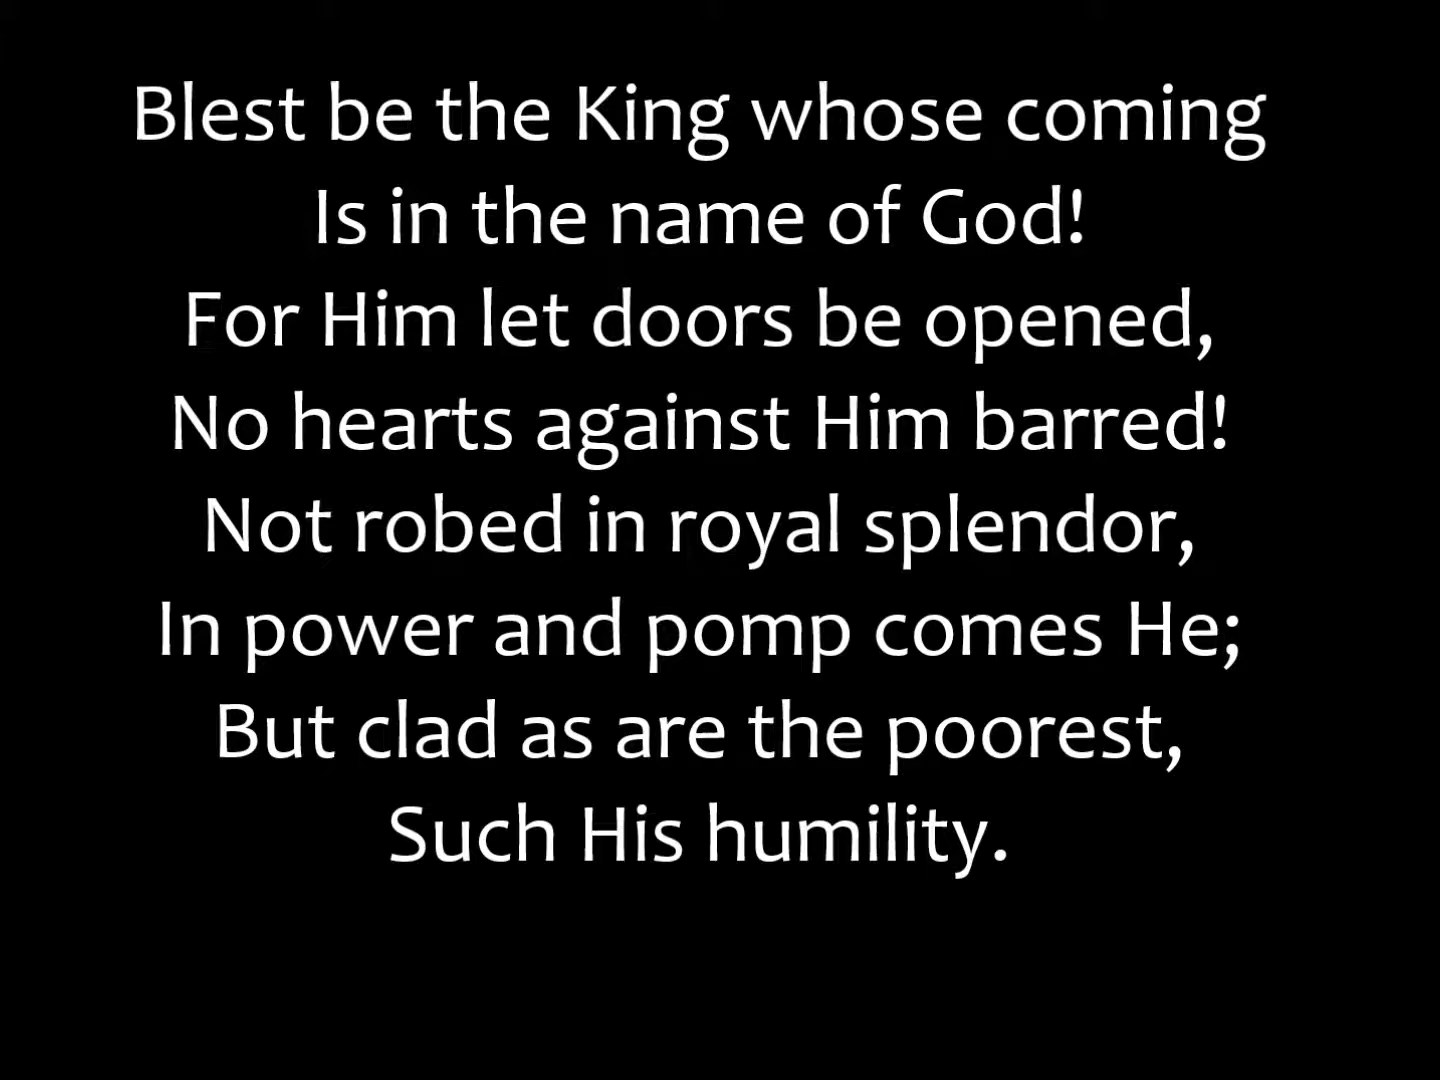 Blest be the King whose coming
Is in the name of God!
For Him let doors be opened,
No hearts against Him barred!
Not robed in royal splendor,
In power and pomp comes He;
But clad as are the poorest,
Such His humility.